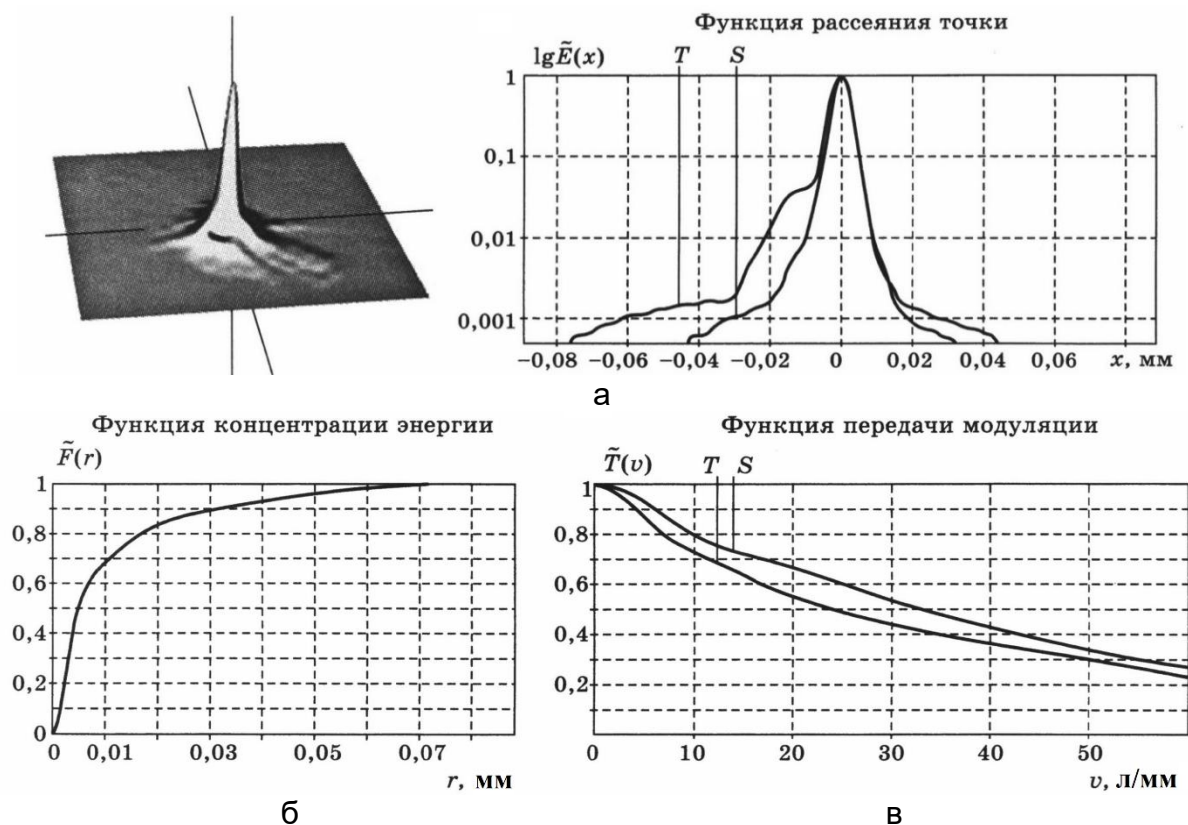 Функция рассеяния точки
lgẼ(x) T S
1
0,1
0,01
0,001
−0,08 −0,06 −0,04 −0,02 0 0,02 0,04 0,06 x, мм
а
Функция концентрации энергии
F̃(r)
1
0,8
0,6
0,4
0,2
0
0 0,01 0,03 0,05 0,07
r, мм
б
Функция передачи модуляции
T̃(ν) T S
1
0,8
0,6
0,4
0,2
0 10 20 30 40 50
υ, л/мм
в